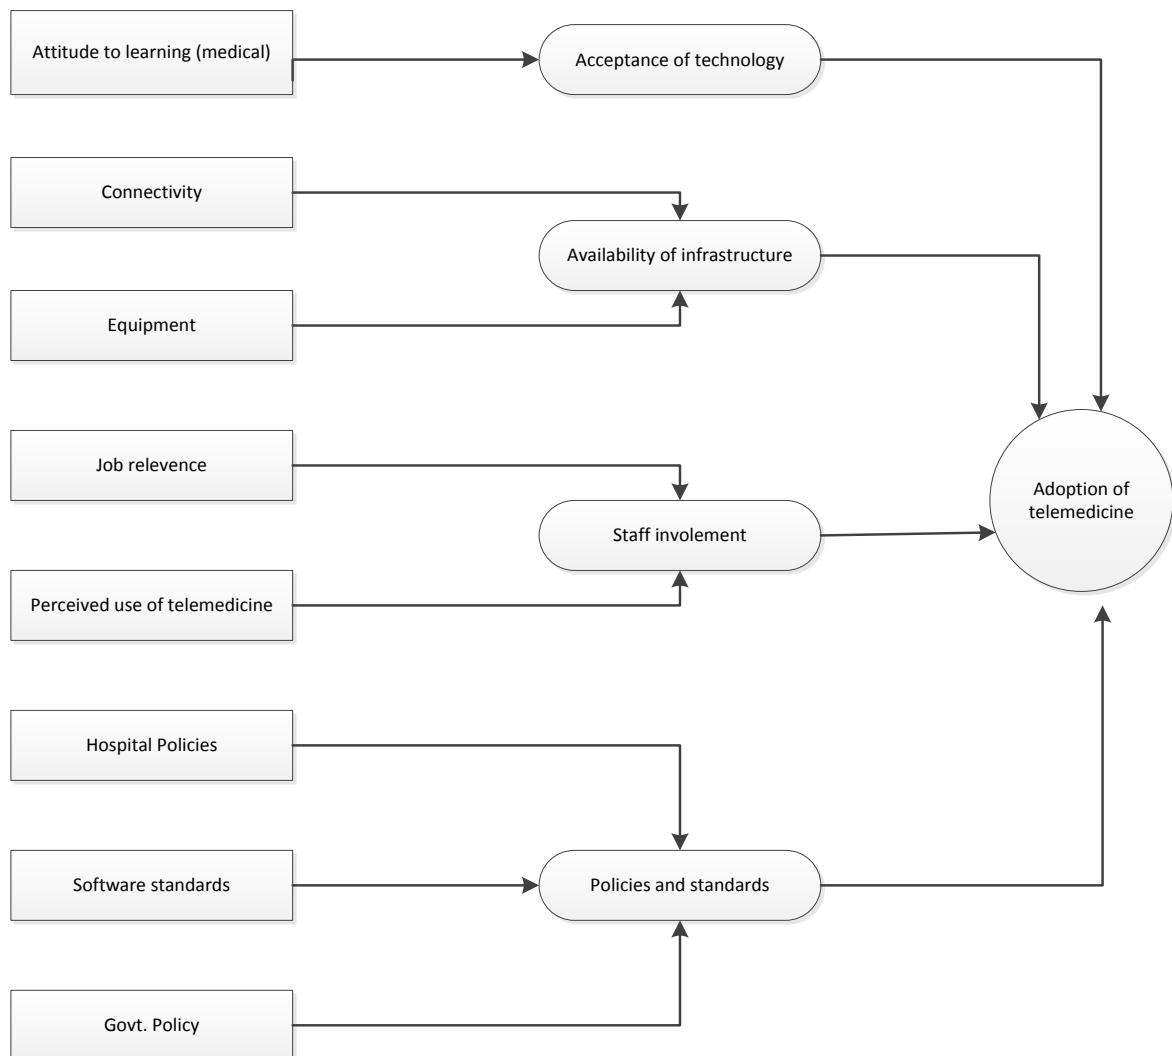 Attitude to learning (medical)
Acceptance of technology
Connectivity
Availability of infrastructure
Equipment
Job relevence
Adoption of
telemedicine
Staff involement
Perceived use of telemedicine
Hospital Policies
Software standards
Policies and standards
Govt. Policy